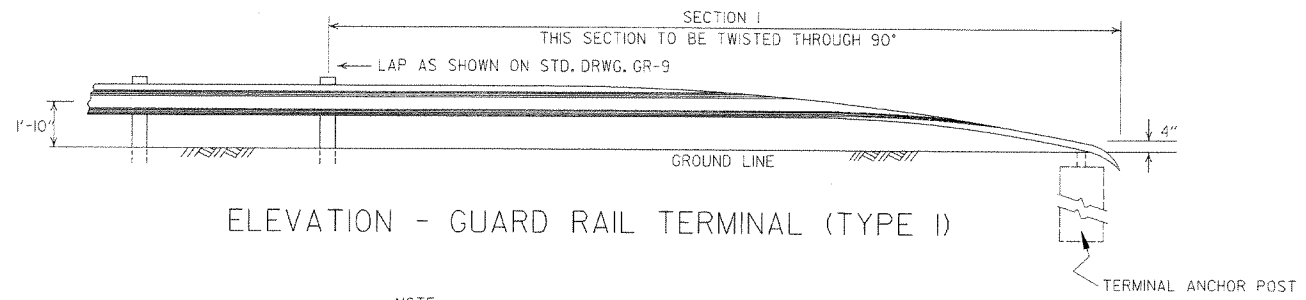 SECTION I
THIS SECTION TO BE TWISTED THROUGH 90°
LAP AS SHOWN ON STD. DRWG. GR-9
1'-10"
4"
GROUND LINE
ELEVATION - GUARD RAIL TERMINAL (TYPE I)
TERMINAL ANCHOR POST
NOTE